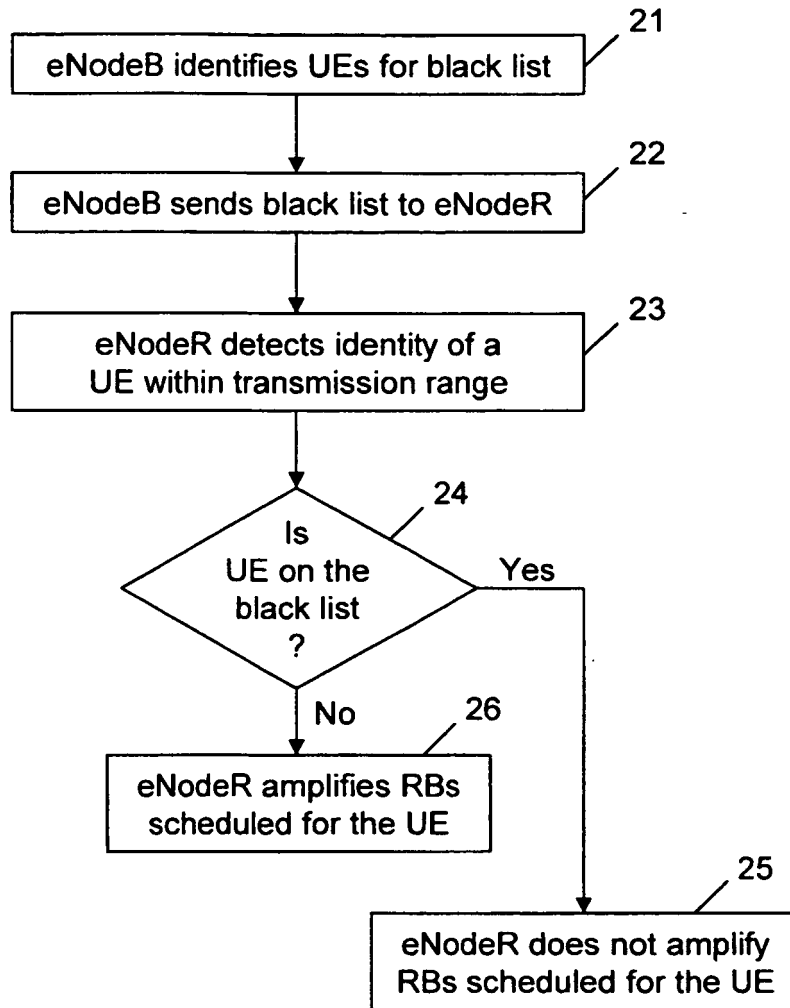 21
eNodeB identifies UEs for black list
22
eNodeB sends black list to eNodeR
23
eNodeR detects identity of a
UE within transmission range
24
Is
UE on the
black list
?
Yes
No
26
eNodeR amplifies RBs
scheduled for the UE
25
eNodeR does not amplify
RBs scheduled for the UE